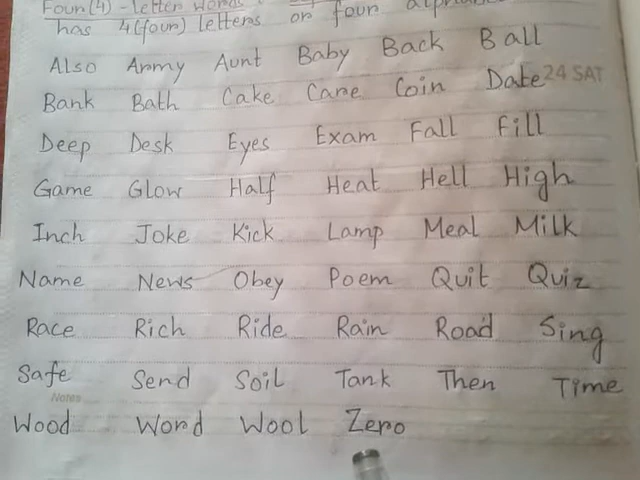 Four(4)-letter words
has 4(four) letters or four
Also Army Aunt Baby Back Ball
Bank Bath Cake Care Coin Date 24 SAT
Deep Desk Eyes Exam Fall Fill
Game Glow Half Heat Hell High
Inch Joke Kick Lamp Meal Milk
Name News Obey Poem Quit Quiz
Race Rich Ride Rain Road Sing
Safe Send Soil Tank Then Time
Notes
Wood Word Wool Zero